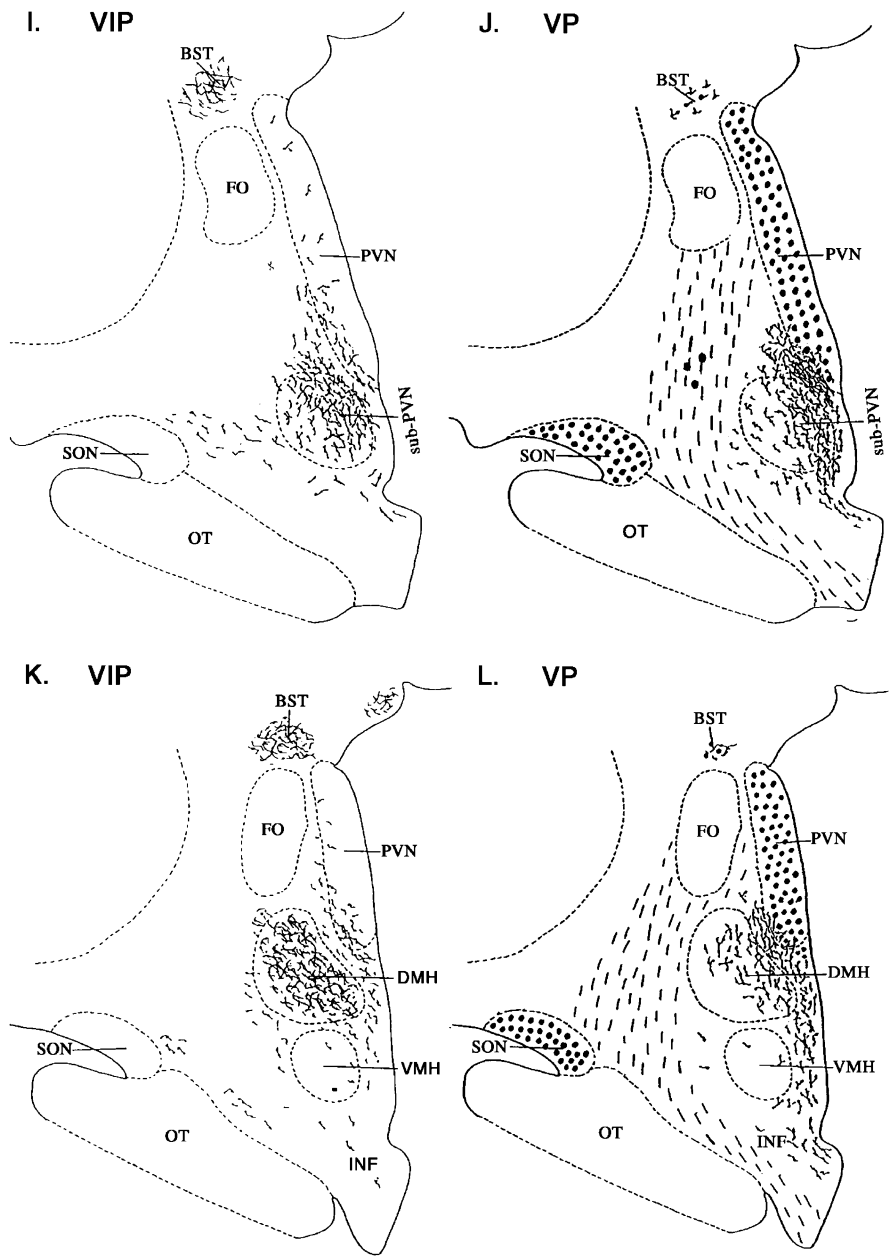 I. VIP
BST
FO
PVN
sub-PVN
SON
OT
J. VP
BST
FO
PVN
sub-PVN
SON
OT
K. VIP
BST
FO
PVN
DMH
SON
VMH
OT
INF
L. VP
BST
FO
PVN
DMH
SON
VMH
OT
INF